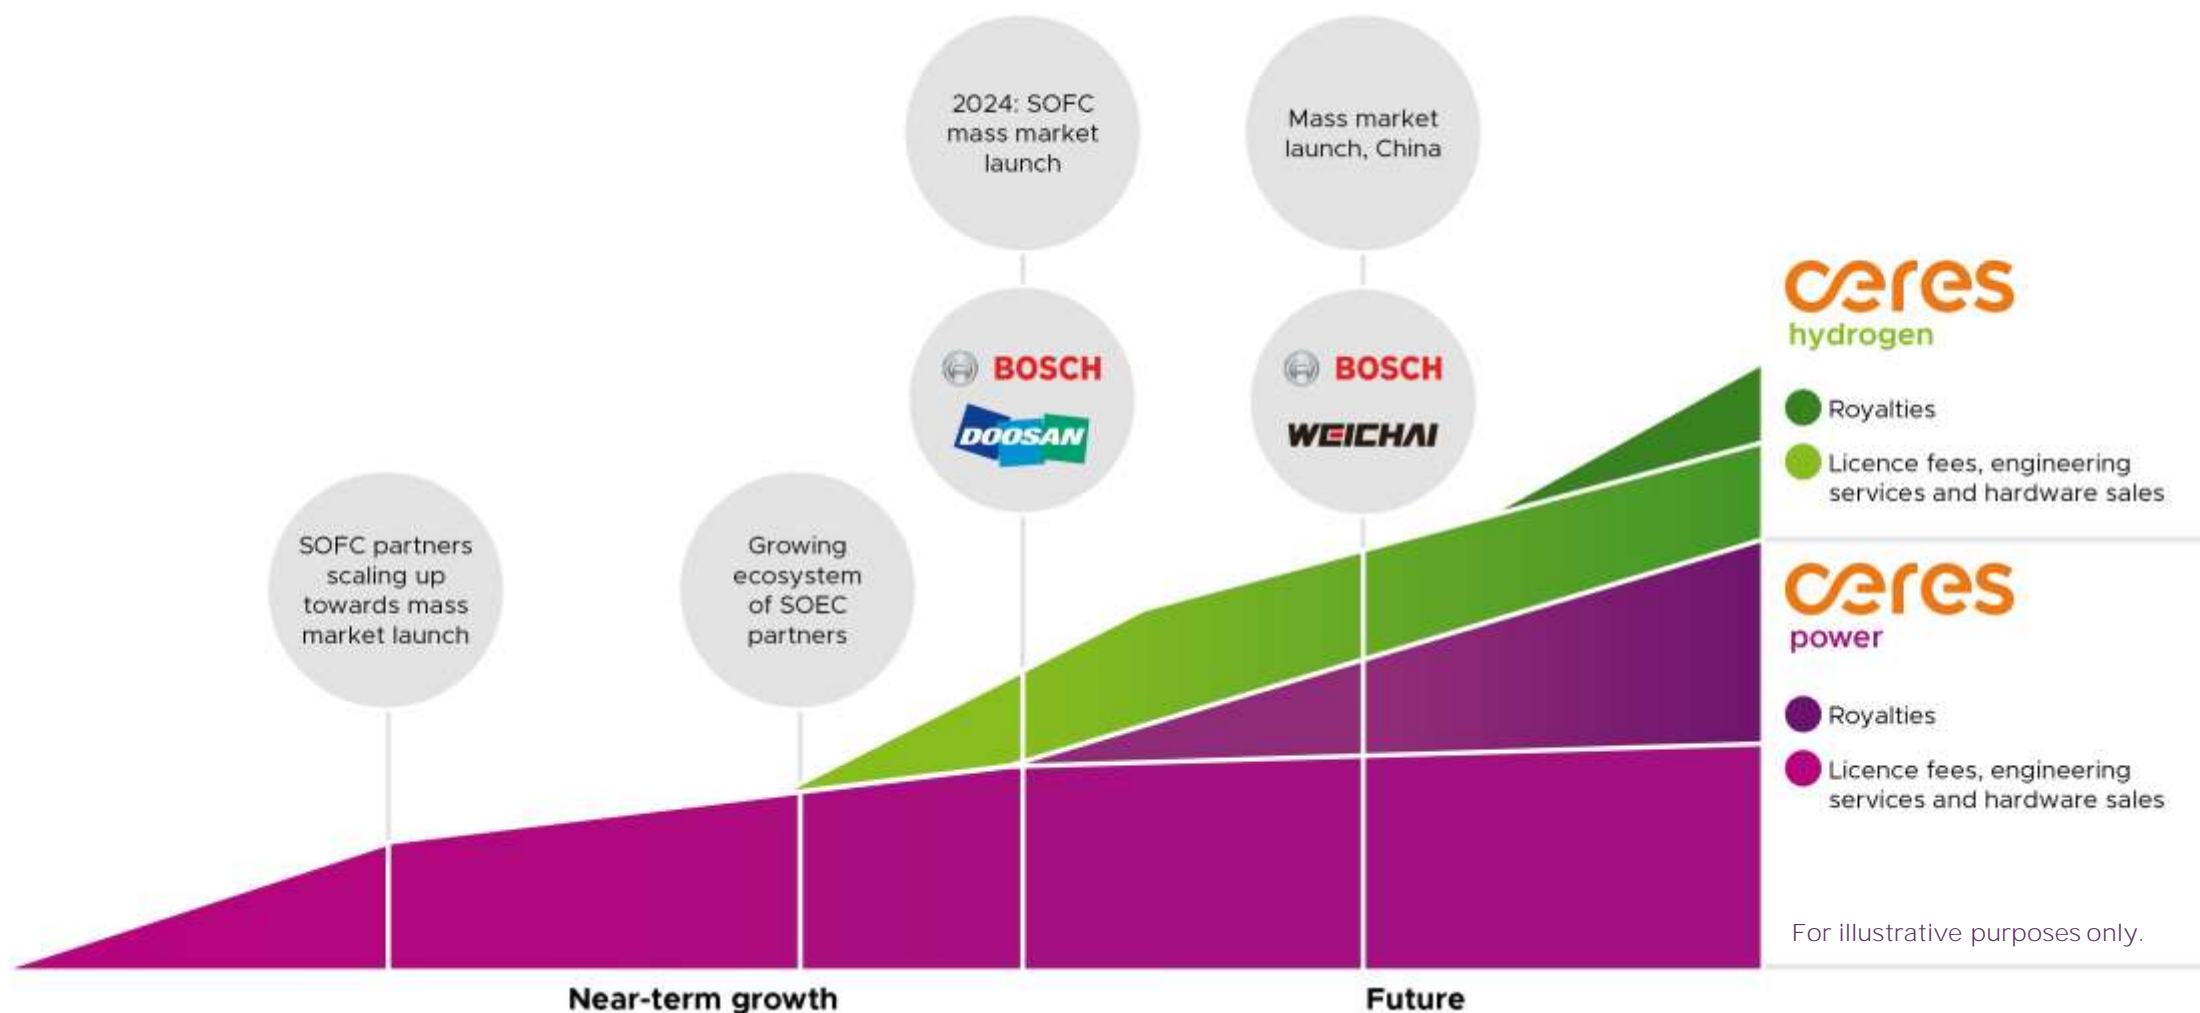 2024: SOFC
mass market
launch
Mass market
launch, China
BOSCH
DOOSAN
BOSCH
WEICHAI
SOFC partners
scaling up
towards mass
market launch
Growing
ecosystem
of SOEC
partners
ceres
hydrogen
Royalties
Licence fees, engineering
services and hardware sales
ceres
power
Royalties
Licence fees, engineering
services and hardware sales
For illustrative purposes only.
Near-term growth
Future